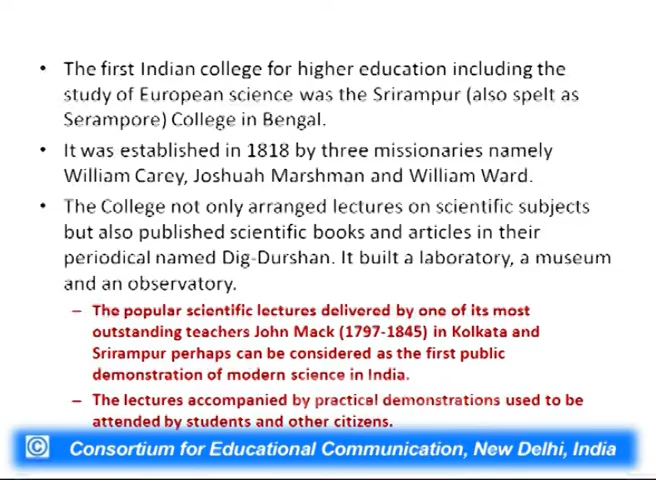 • The first Indian college for higher education including the
study of European science was the Srirampur (also spelt as
Serampore) College in Bengal.
• It was established in 1818 by three missionaries namely
William Carey, Joshuah Marshman and William Ward.
• The College not only arranged lectures on scientific subjects
but also published scientific books and articles in their
periodical named Dig-Durshan. It built a laboratory, a museum
and an observatory.
– The popular scientific lectures delivered by one of its most
outstanding teachers John Mack (1797-1845) in Kolkata and
Srirampur perhaps can be considered as the first public
demonstration of modern science in India.
– The lectures accompanied by practical demonstrations used to be
attended by students and other citizens.
© Consortium for Educational Communication, New Delhi, India